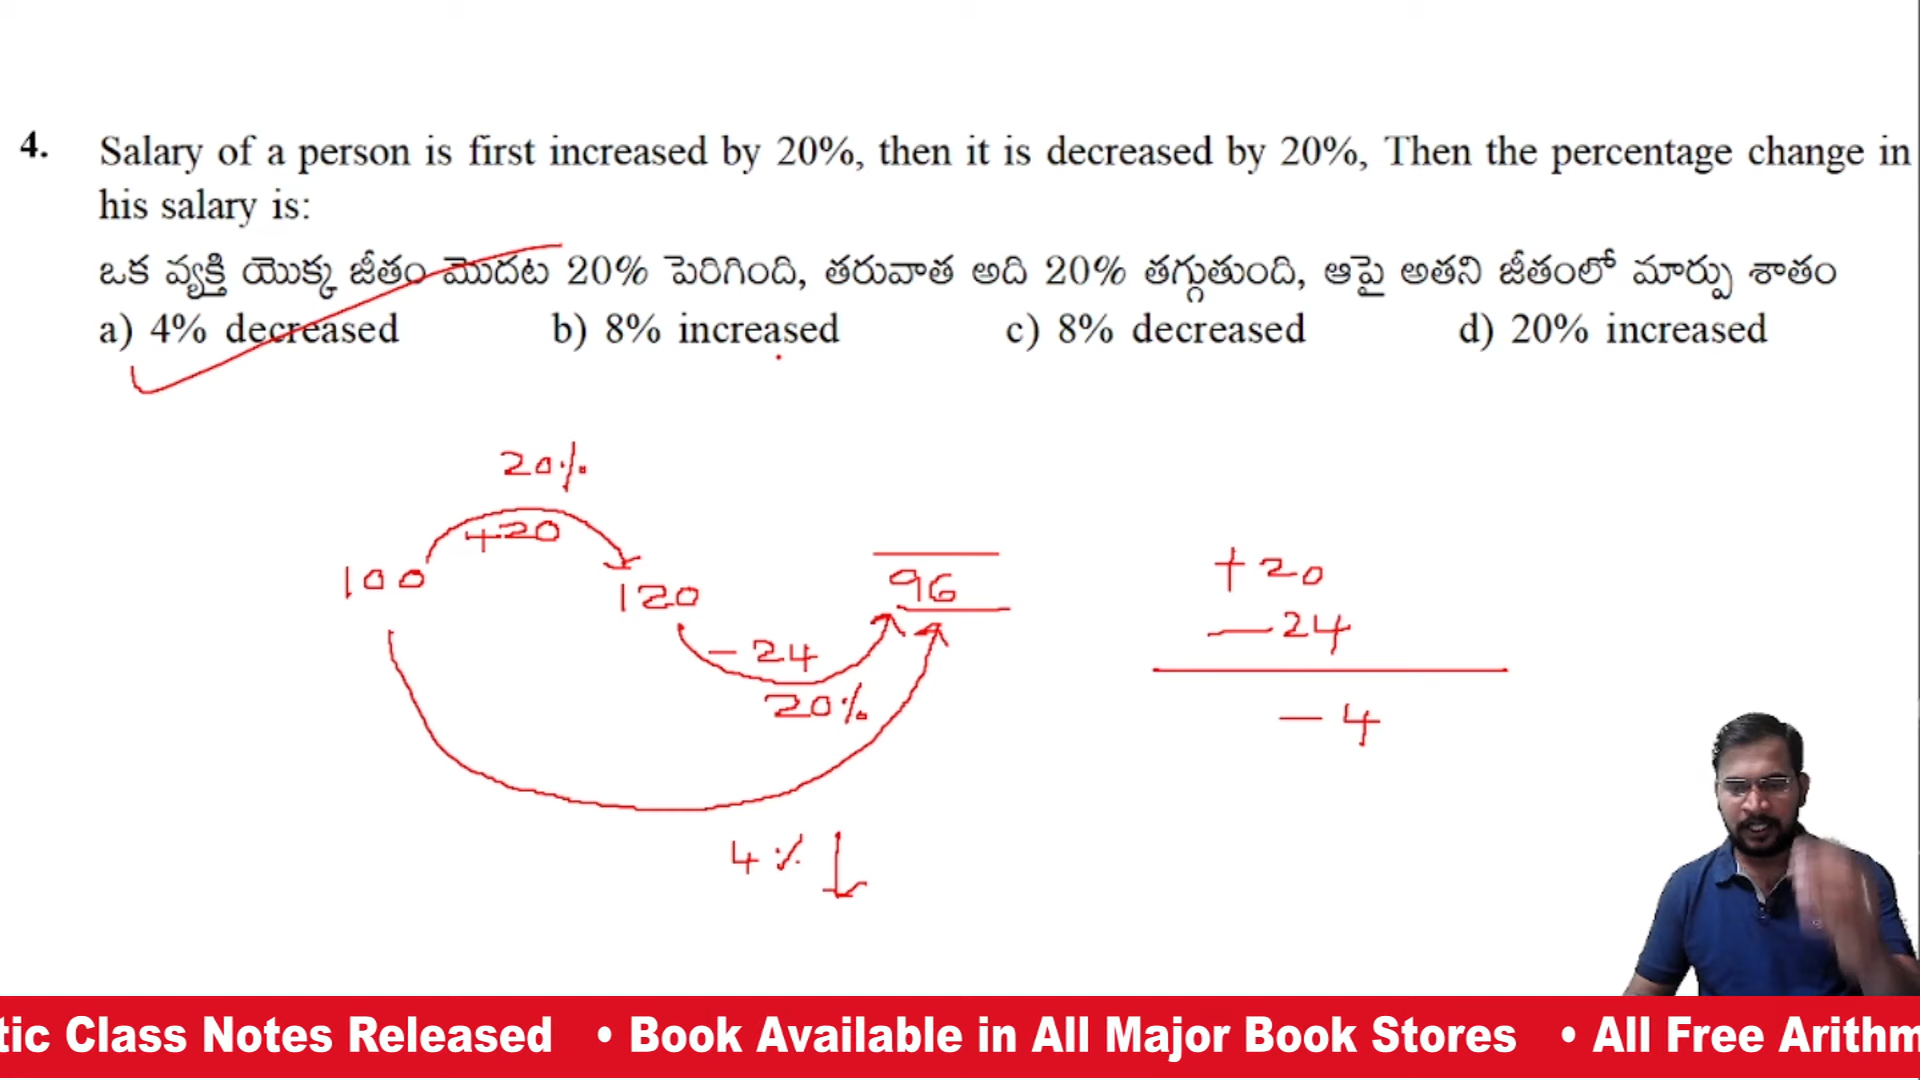 4. Salary of a person is first increased by 20%, then it is decreased by 20%, Then the percentage change in
his salary is:
ఒక వ్యక్తి యొక్క జీతం మొదట 20% పెరిగింది, తరువాత అది 20% తగ్గుతుంది, ఆపై అతని జీతంలో మార్పు శాతం
a) 4% decreased b) 8% increased c) 8% decreased d) 20% increased
20%
+20
100 120 96
- 24
20%
4% ↓
+20
-24
-4
tic Class Notes Released • Book Available in All Major Book Stores • All Free Arithm